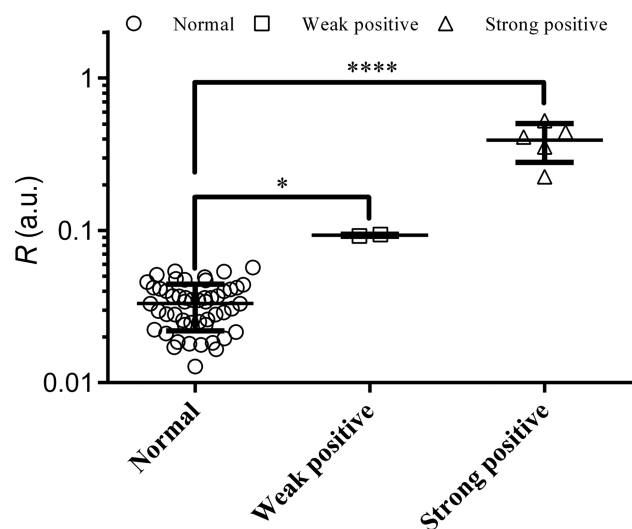 Normal Weak positive Strong positive
****
1
*
R (a.u.)
0.1
0.01
Normal
Weak positive
Strong positive